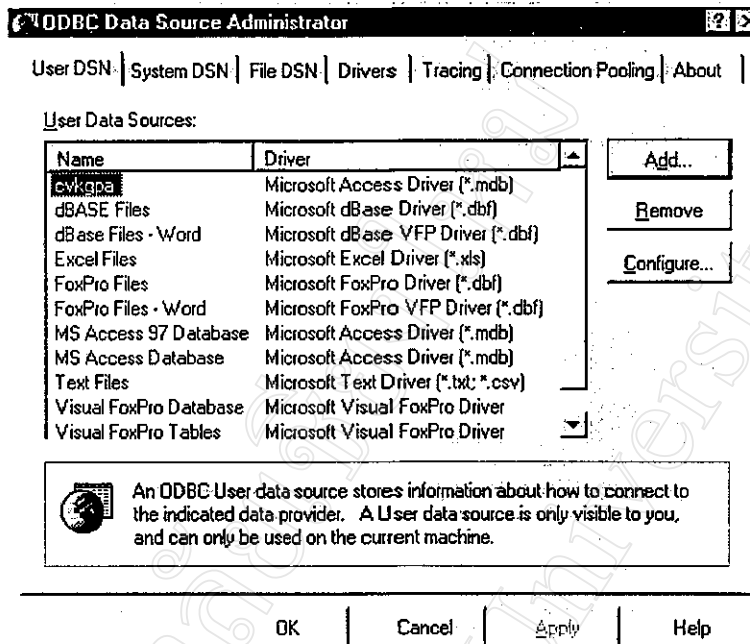 ODBC Data Source Administrator
User DSN System DSN File DSN Drivers Tracing Connection Pooling About
User Data Sources:
Name Driver
cvkgpa Microsoft Access Driver (*.mdb)
dBASE Files Microsoft dBase Driver (*.dbf)
dBase Files - Word Microsoft dBase VFP Driver (*.dbf)
Excel Files Microsoft Excel Driver (*.xls)
FoxPro Files Microsoft FoxPro Driver (*.dbf)
FoxPro Files - Word Microsoft FoxPro VFP Driver (*.dbf)
MS Access 97 Database Microsoft Access Driver (*.mdb)
MS Access Database Microsoft Access Driver (*.mdb)
Text Files Microsoft Text Driver (*.txt; *.csv)
Visual FoxPro Database Microsoft Visual FoxPro Driver
Visual FoxPro Tables Microsoft Visual FoxPro Driver
Add...
Remove
Configure...
An ODBC User data source stores information about how to connect to
the indicated data provider. A User data source is only visible to you,
and can only be used on the current machine.
OK Cancel Apply Help